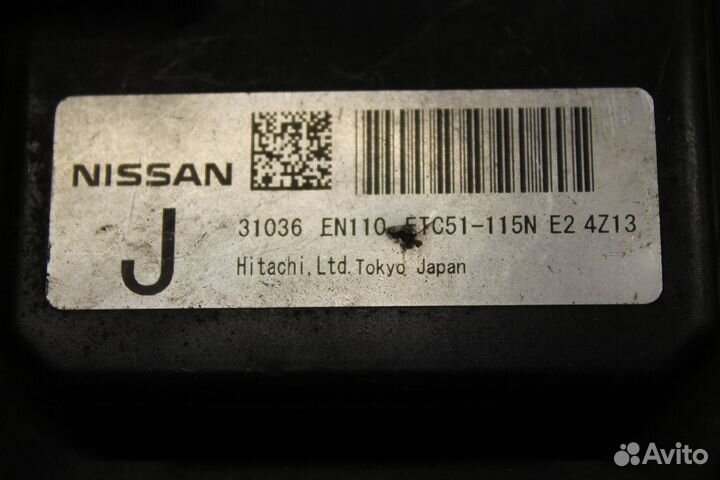 NISSAN
J
31036 EN110 ETC51-115N E2 4Z13
Hitachi, Ltd. Tokyo Japan
Avito